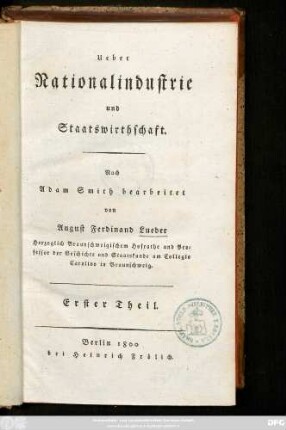 Ueber
Nationalindustrie
und
Staatswirthschaft.
Nach
Adam Smith bearbeitet
von
August Ferdinand Lueder
Herzoglich Braunschweigischem Hofrathe und Pro-
fessor der Geschichte und Staatskunde am Collegio
Carolino in Braunschweig.
Erster Theil.
Berlin 1800
bei Heinrich Frölich.